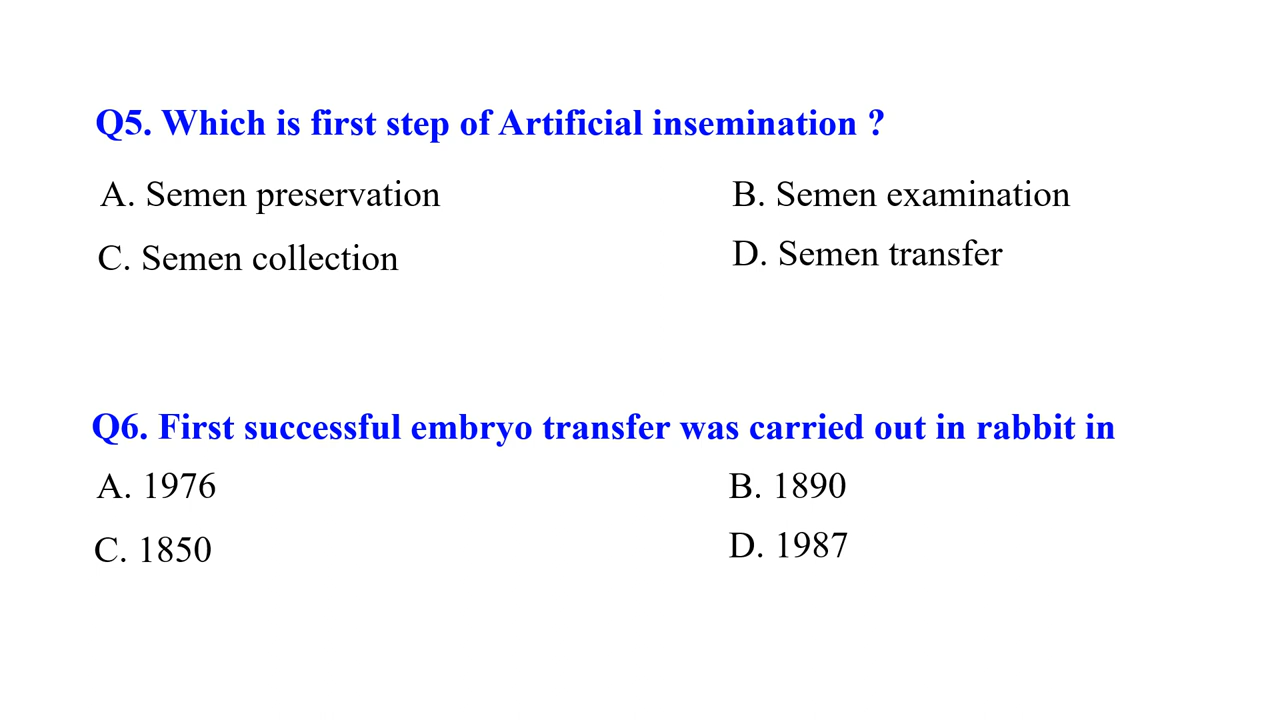 Q5. Which is first step of Artificial insemination ?
A. Semen preservation
B. Semen examination
C. Semen collection
D. Semen transfer
Q6. First successful embryo transfer was carried out in rabbit in
A. 1976
B. 1890
C. 1850
D. 1987